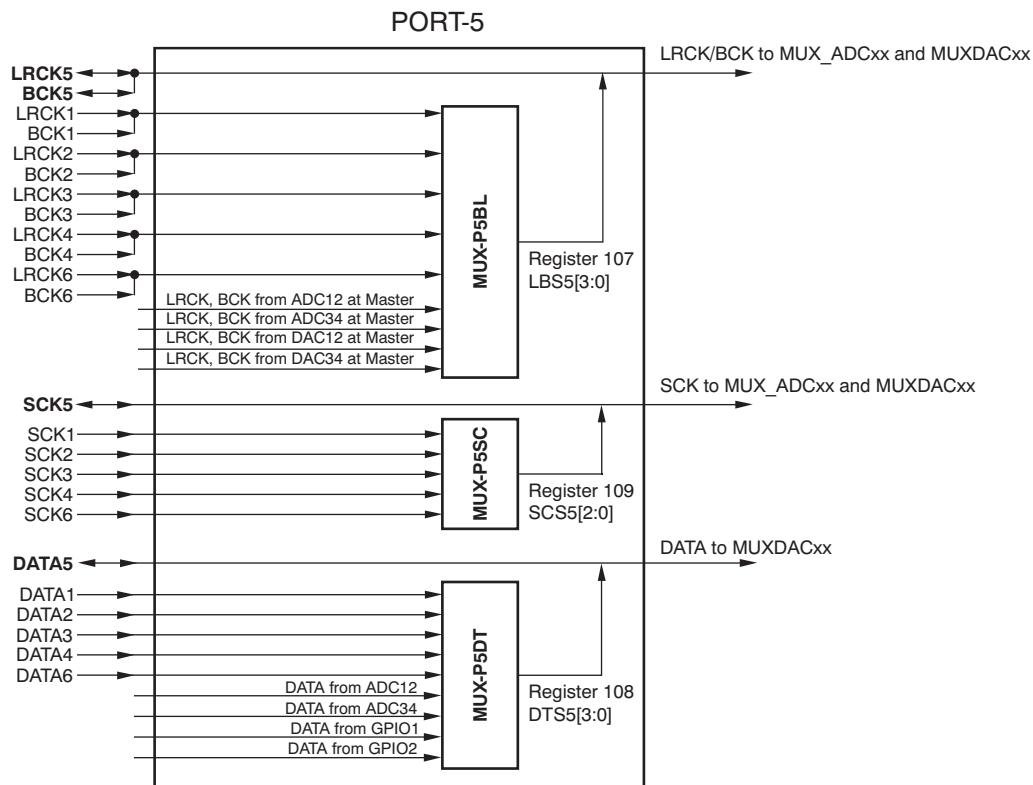 PORT-5
LRCK/BCK to MUX_ADCxx and MUXDACxx
LRCK5
BCK5
LRCK1
BCK1
LRCK2
BCK2
LRCK3
BCK3
LRCK4
BCK4
LRCK6
BCK6
LRCK, BCK from ADC12 at Master
LRCK, BCK from ADC34 at Master
LRCK, BCK from DAC12 at Master
LRCK, BCK from DAC34 at Master
MUX-P5BL
Register 107
LBS5[3:0]
SCK to MUX_ADCxx and MUXDACxx
SCK5
SCK1
SCK2
SCK3
SCK4
SCK6
MUX-P5SC
Register 109
SCS5[2:0]
DATA to MUXDACxx
DATA5
DATA1
DATA2
DATA3
DATA4
DATA6
DATA from ADC12
DATA from ADC34
DATA from GPIO1
DATA from GPIO2
MUX-P5DT
Register 108
DTS5[3:0]